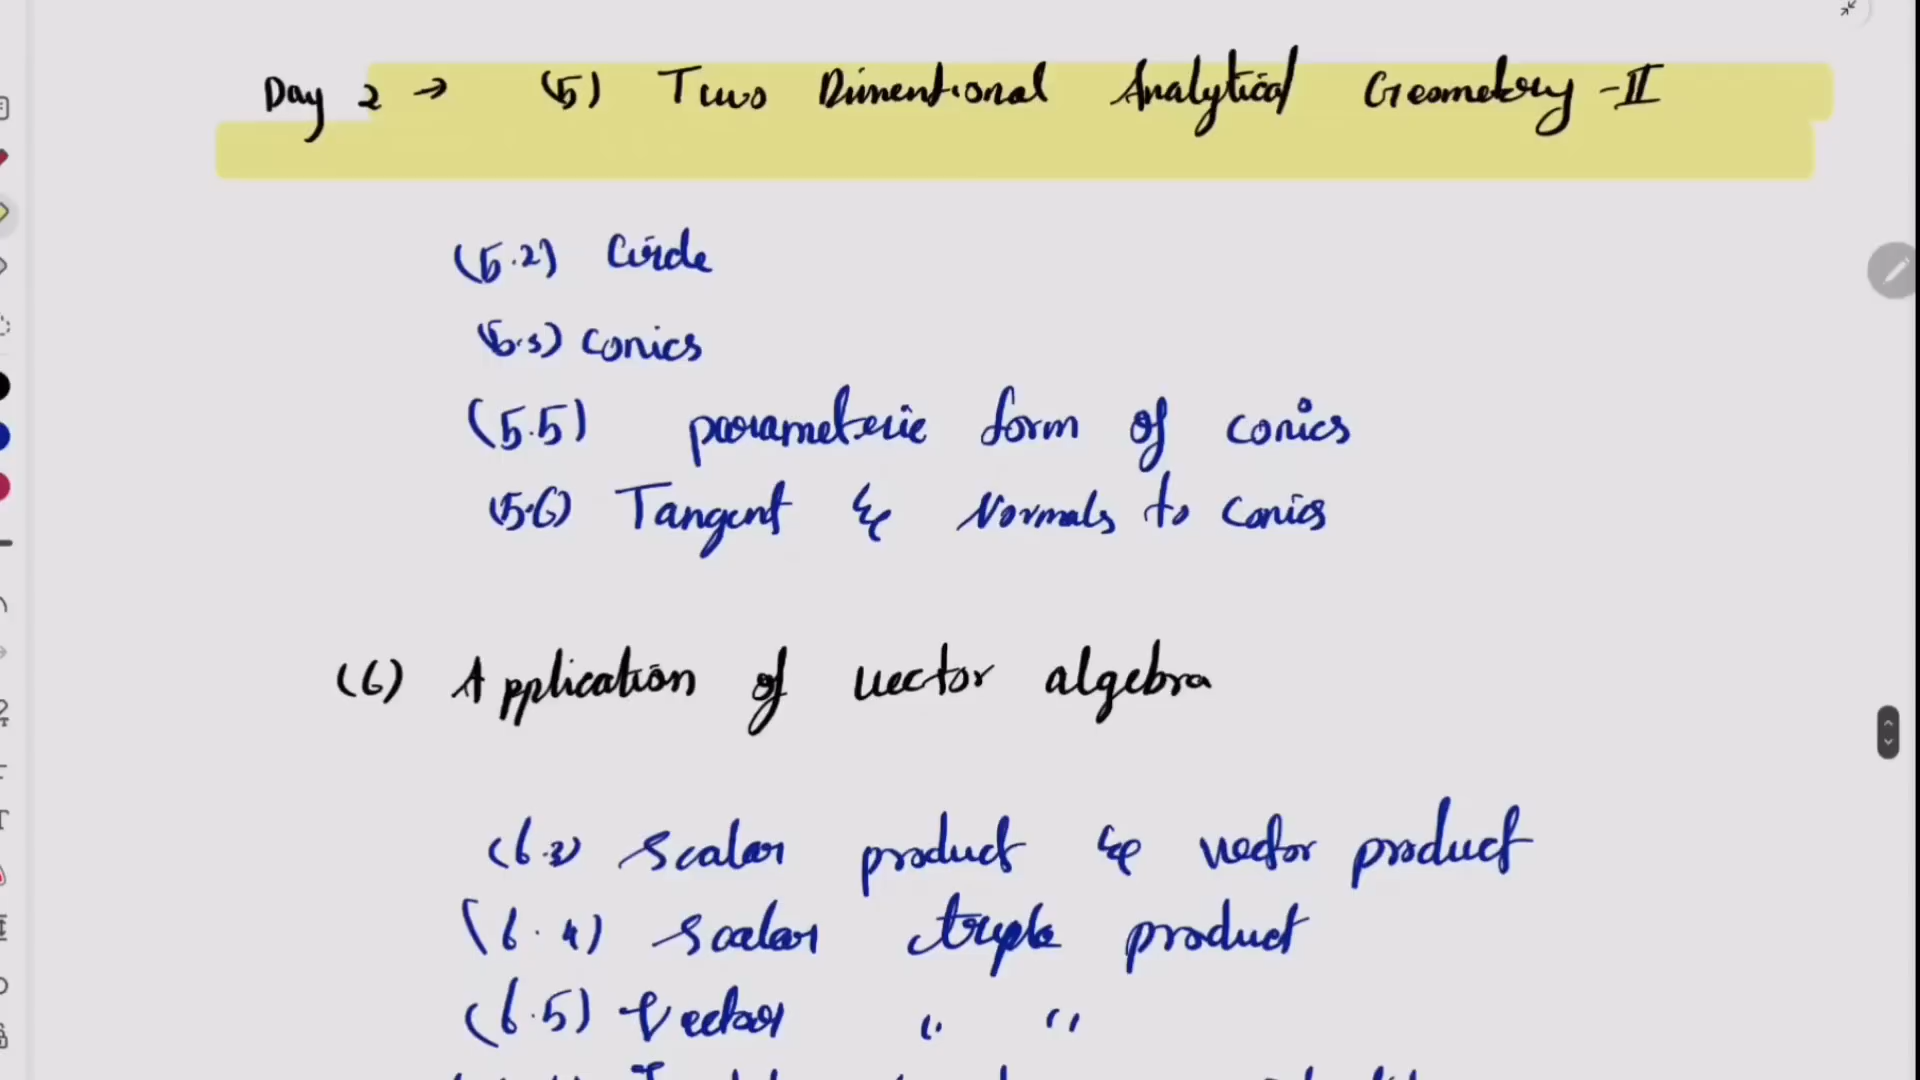 Day 2 → (5) Two Dimentional Analytical Geometry -II
(5.2) Circle
(5.3) Conics
(5.5) parameteric form of conics
(5.6) Tangent & Normals to Conics
(6) Application of vector algebra
(6.3) Scalar product & vector product
(6.4) Scalar triple product
(6.5) Vector " "